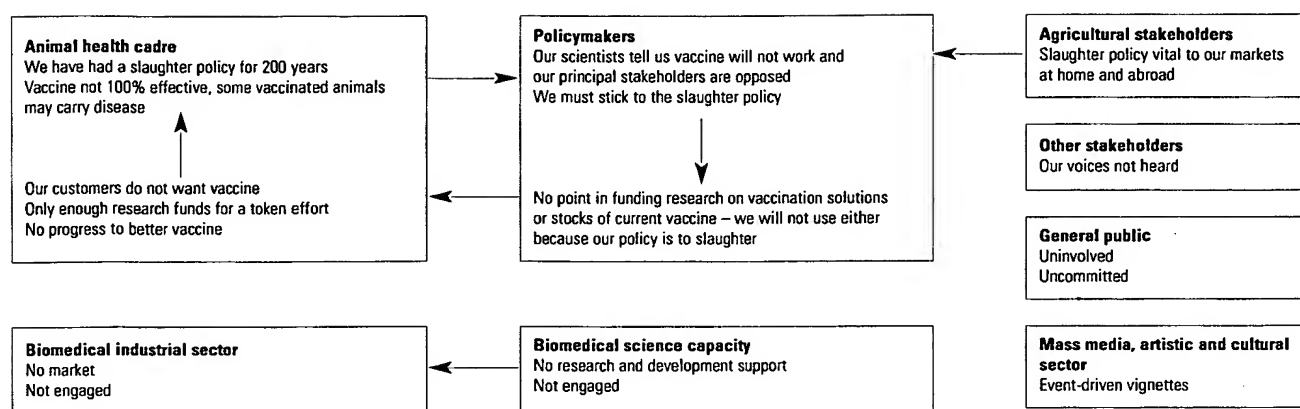 Animal health cadre
We have had a slaughter policy for 200 years
Vaccine not 100% effective, some vaccinated animals
may carry disease
Our customers do not want vaccine
Only enough research funds for a token effort
No progress to better vaccine
Policymakers
Our scientists tell us vaccine will not work and
our principal stakeholders are opposed
We must stick to the slaughter policy
No point in funding research on vaccination solutions
or stocks of current vaccine – we will not use either
because our policy is to slaughter
Agricultural stakeholders
Slaughter policy vital to our markets
at home and abroad
Other stakeholders
Our voices not heard
General public
Uninvolved
Uncommitted
Biomedical industrial sector
No market
Not engaged
Biomedical science capacity
No research and development support
Not engaged
Mass media, artistic and cultural
sector
Event-driven vignettes